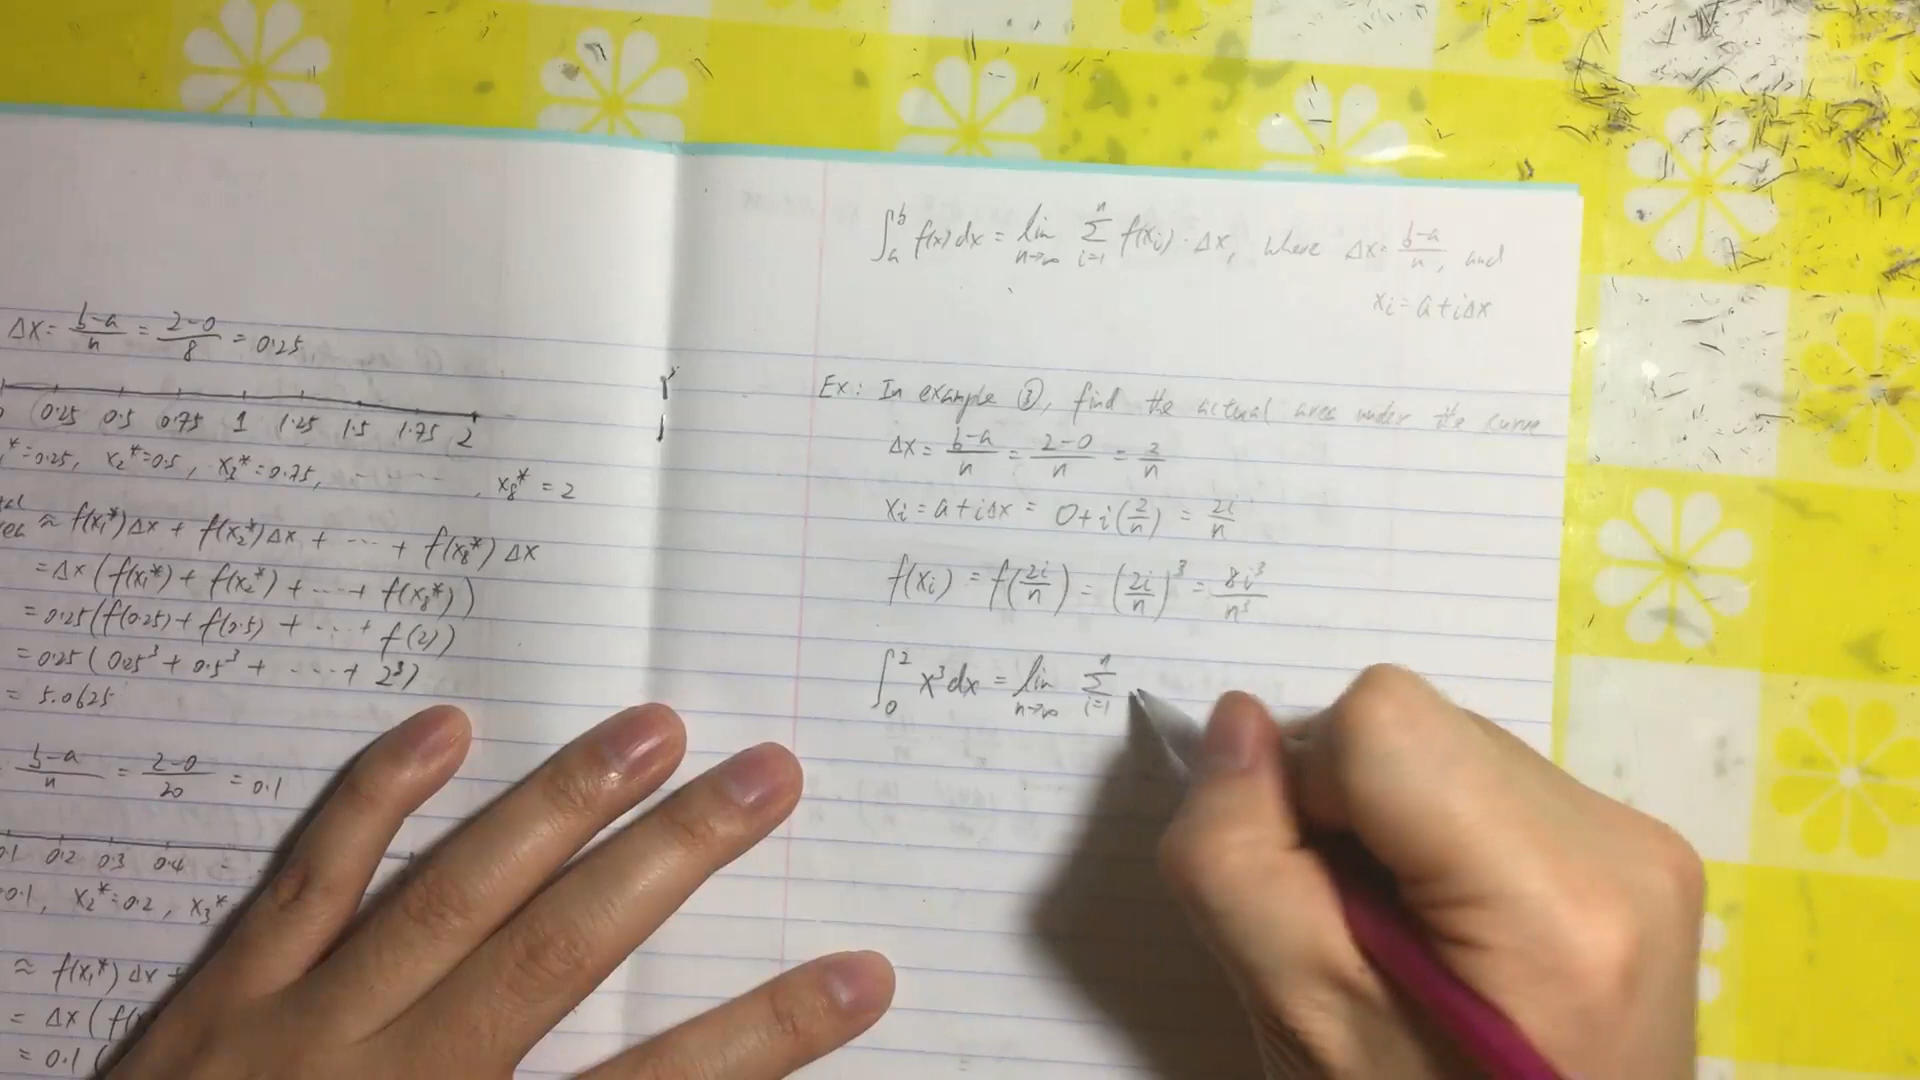 Δx = b-a/n = 2-0/8 = 0.25
0.25 0.5 0.75 1 1.25 1.5 1.75 2
*=0.25, x₂*=0.5, x₃*=0.75, ..... , x₈* = 2
≈ f(x₁*)Δx + f(x₂*)Δx + ... + f(x₈*)Δx
= Δx(f(x₁*) + f(x₂*) + ... + f(x₈*))
= 0.25(f(0.25) + f(0.5) + ... + f(2))
= 0.25(0.25³ + 0.5³ + ..... + 2³)
= 5.0625
b-a/n = 2-0/20 = 0.1
0.2 0.3 0.4
0.1, x₂*=0.2, x₃*=
≈ f(x₁*)Δx +
= Δx(f(
= 0.1(
∫ₐᵇ f(x)dx = lim n→∞ Σ i=1 n f(xᵢ)·Δx, where Δx = b-a/n, and
xᵢ = a+iΔx
Ex: In example ③, find the actual area under the curve
Δx = b-a/n = 2-0/n = 2/n
xᵢ = a+iΔx = 0+i(2/n) = 2i/n
f(xᵢ) = f(2i/n) = (2i/n)³ = 8i³/n³
∫₀² x³dx = lim n→∞ Σ i=1 n